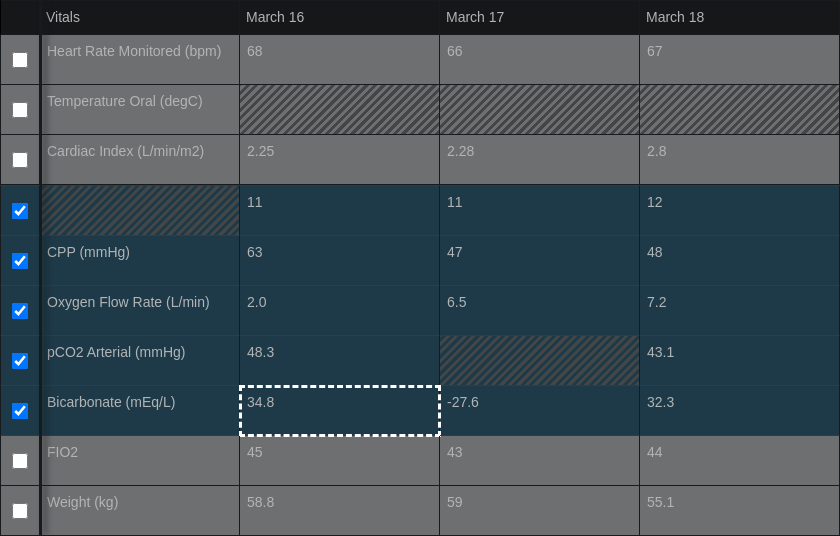 Vitals March 16 March 17 March 18
Heart Rate Monitored (bpm) 68 66 67
Temperature Oral (degC)
Cardiac Index (L/min/m2) 2.25 2.28 2.8
11 11 12
CPP (mmHg) 63 47 48
Oxygen Flow Rate (L/min) 2.0 6.5 7.2
pCO2 Arterial (mmHg) 48.3 43.1
Bicarbonate (mEq/L) 34.8 -27.6 32.3
FIO2 45 43 44
Weight (kg) 58.8 59 55.1